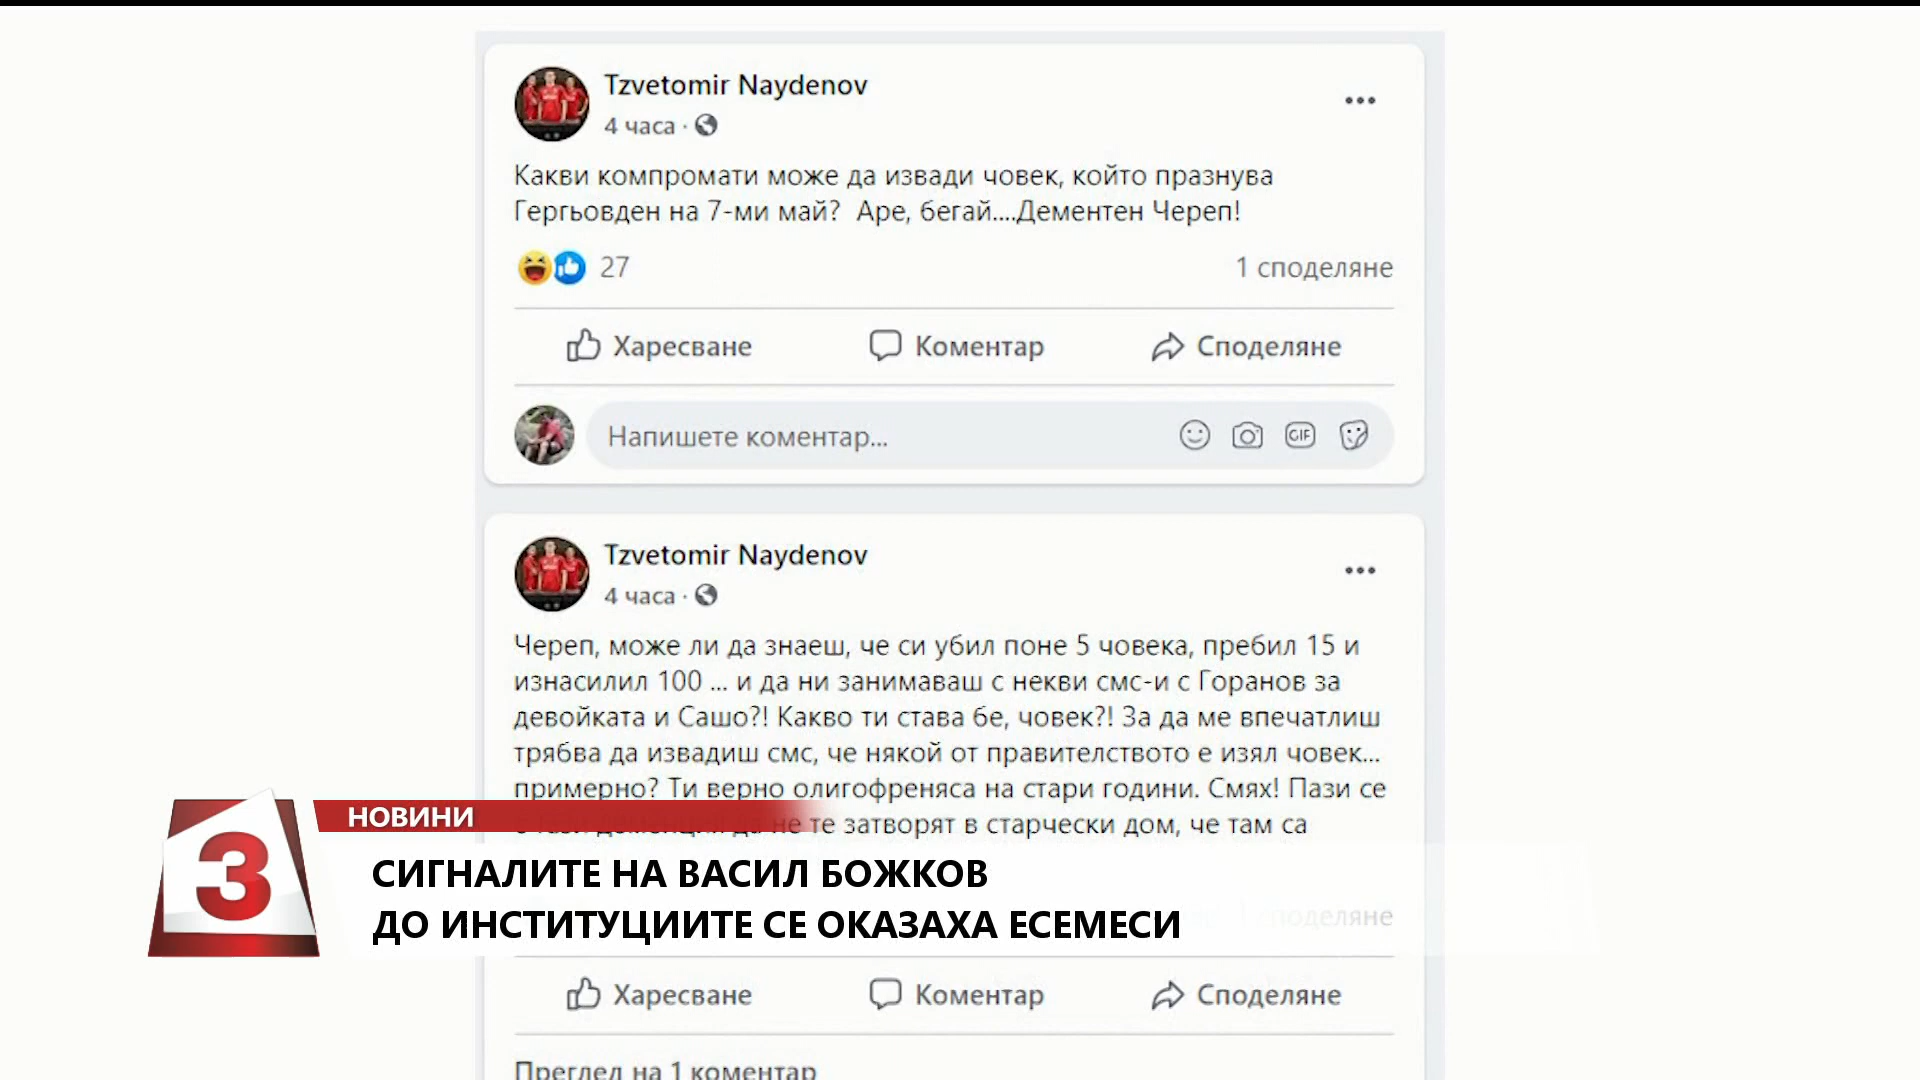 Tzvetomir Naydenov
4 часа ·
Какви компромати може да извади човек, който празнува
Гергьовден на 7-ми май? Аре, бегай....Дементен Череп!
27
1 споделяне
Харесване
Коментар
Споделяне
Напишете коментар...
GIF
Tzvetomir Naydenov
4 часа ·
Череп, може ли да знаеш, че си убил поне 5 човека, пребил 15 и
изнасилил 100 ... и да ни занимаваш с некви смс-и с Горанов за
девойката и Сашо?! Какво ти става бе, човек?! За да ме впечатлиш
трябва да извадиш смс, че някой от правителството е изял човек...
примерно? Ти верно олигофреняса на стари години. Смях! Пази се
деменция да не те затворят в старчески дом, че там са
3
НОВИНИ
СИГНАЛИТЕ НА ВАСИЛ БОЖКОВ
ДО ИНСТИТУЦИИТЕ СЕ ОКАЗАХА ЕСЕМЕСИ
1 споделяне
Харесване
Коментар
Споделяне
Преглед на 1 коментар